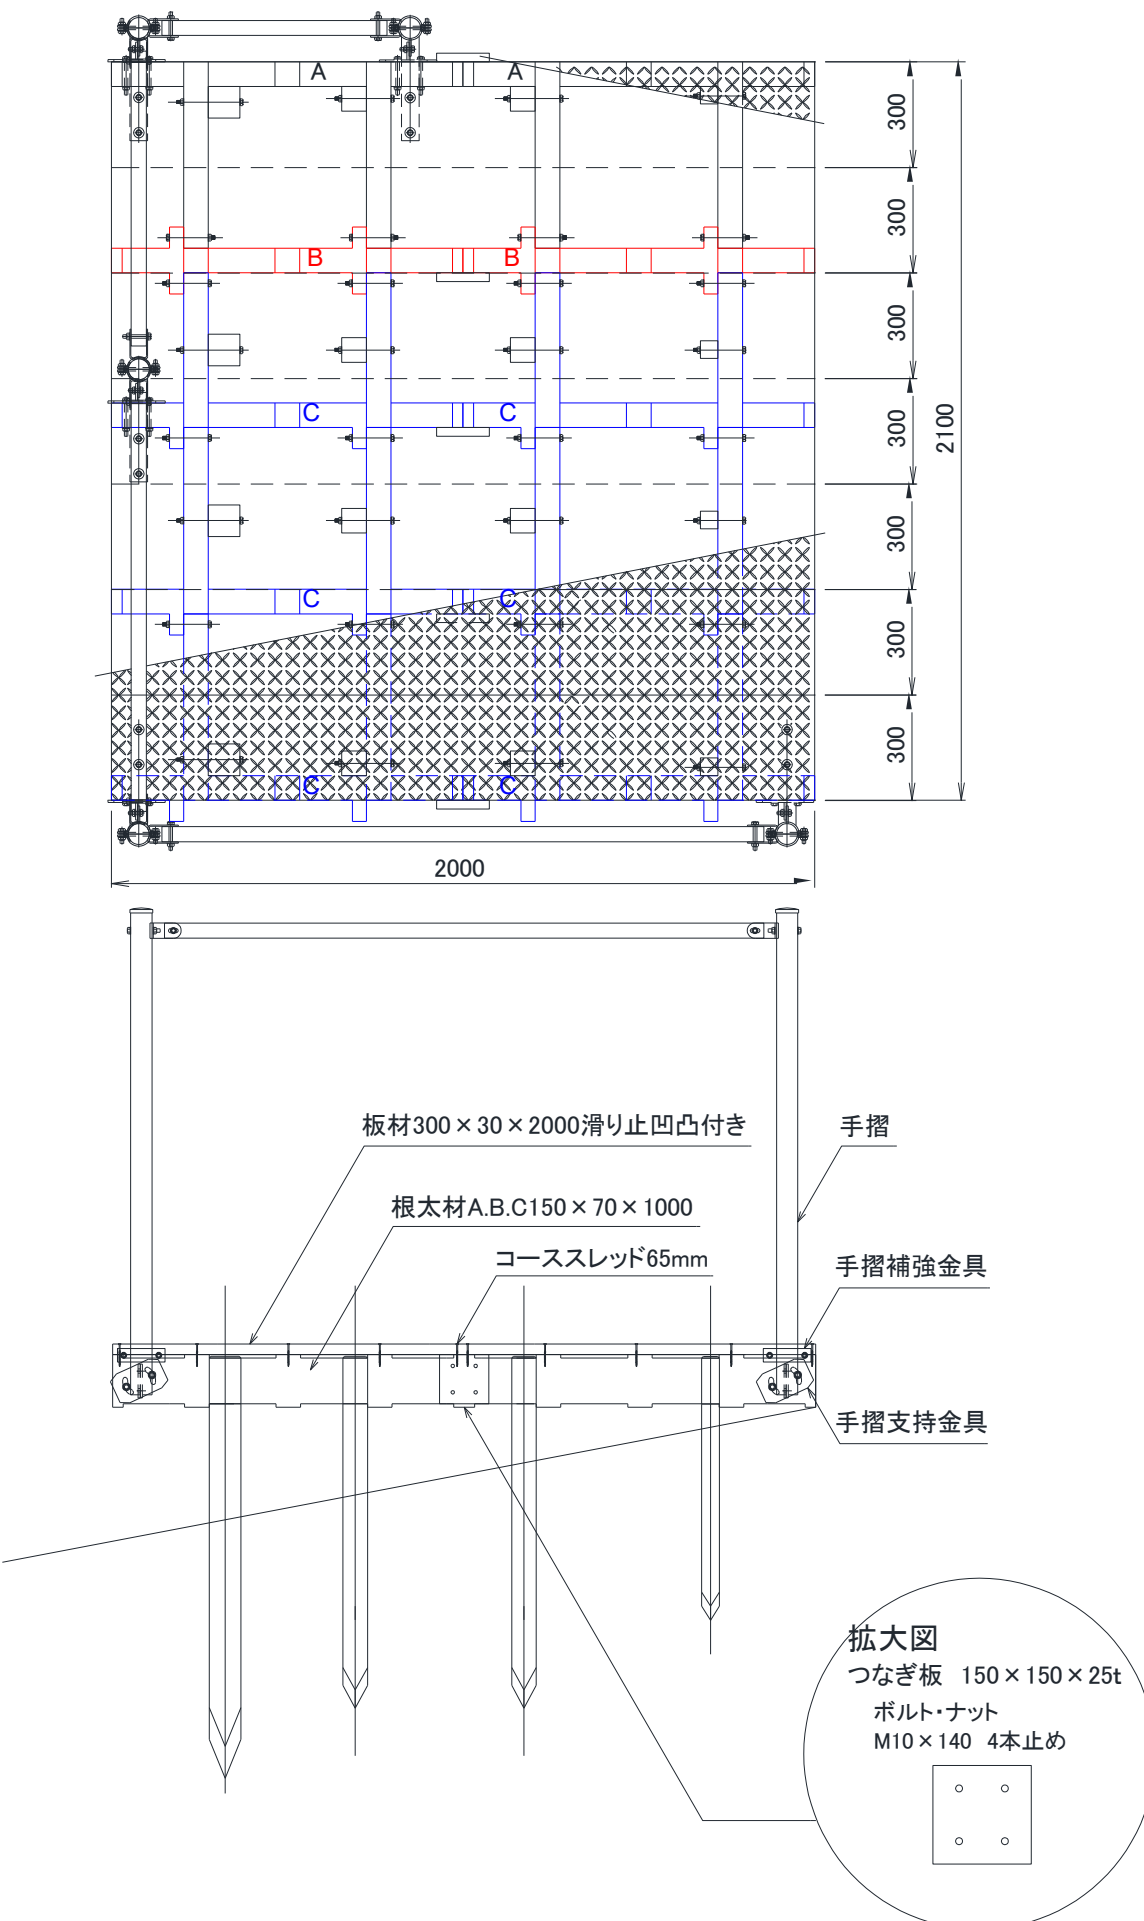 A A
300
300
B B
300
C C
300
2100
300
C C
300
300
C C
2000
板材300×30×2000滑り止凹凸付き
手摺
根太材A.B.C150×70×1000
コーススレッド65mm
手摺補強金具
手摺支持金具
拡大図
つなぎ板 150×150×25t
ボルト・ナット
M10×140 4本止め